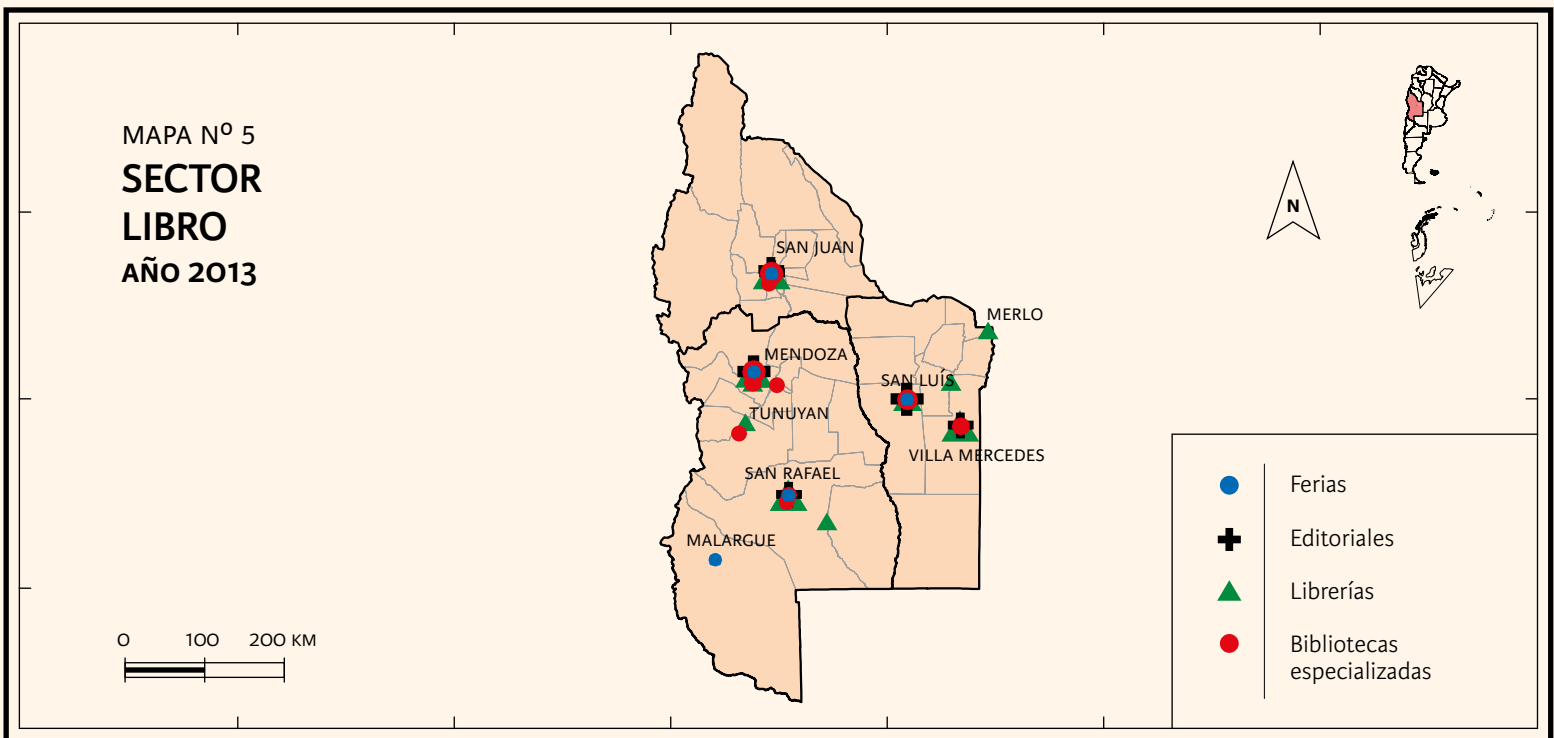 MAPA Nº 5
SECTOR
LIBRO
AÑO 2013
SAN JUAN
MERLO
MENDOZA
SAN LUÍS
TUNUYAN
VILLA MERCEDES
SAN RAFAEL
MALARGUE
N
0 100 200 KM
Ferias
Editoriales
Librerías
Bibliotecas
especializadas